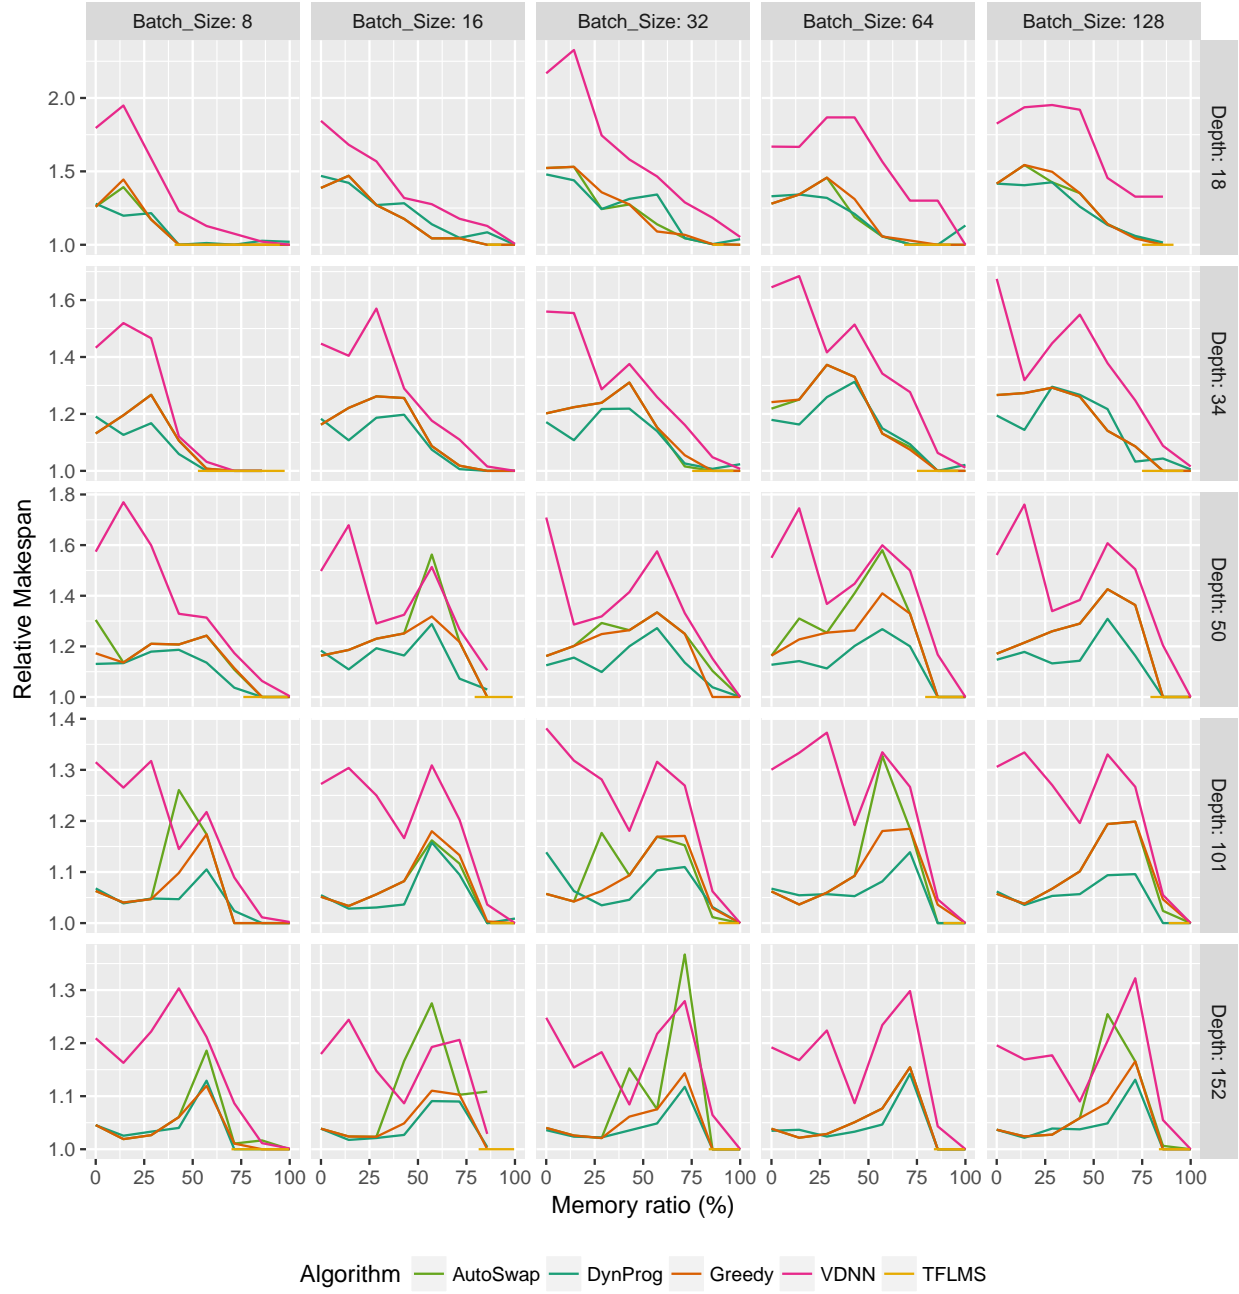 Batch_Size: 8 Batch_Size: 16 Batch_Size: 32 Batch_Size: 64 Batch_Size: 128
2.0
1.5
1.0
Depth: 18
1.6
1.4
1.2
1.0
Depth: 34
1.8
1.6
1.4
1.2
1.0
Depth: 50
1.4
1.3
1.2
1.1
1.0
Depth: 101
1.3
1.2
1.1
1.0
Depth: 152
Relative Makespan
0 25 50 75 100 0 25 50 75 100 0 25 50 75 100 0 25 50 75 100 0 25 50 75 100
Memory ratio (%)
Algorithm AutoSwap DynProg Greedy VDNN TFLMS